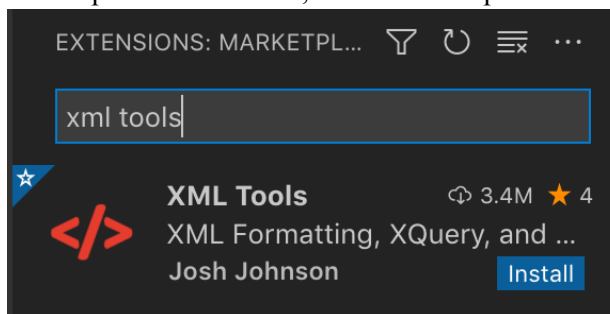 EXTENSIONS: MARKETPL...
xml tools
XML Tools 3.4M ★ 4
XML Formatting, XQuery, and ...
Josh Johnson Install